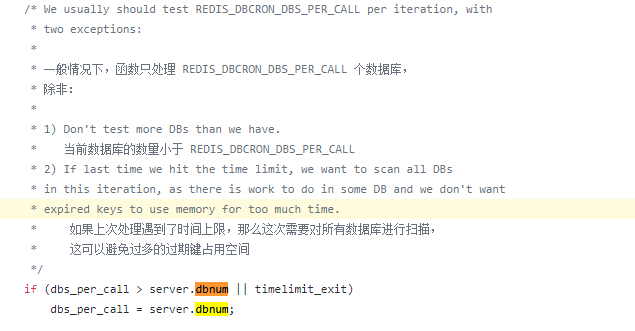 /* We usually should test REDIS_DBCRON_DBS_PER_CALL per iteration, with
* two exceptions:
*
* 一般情况下，函数只处理 REDIS_DBCRON_DBS_PER_CALL 个数据库，
* 除非：
*
* 1) Don't test more DBs than we have.
* 当前数据库的数量小于 REDIS_DBCRON_DBS_PER_CALL
* 2) If last time we hit the time limit, we want to scan all DBs
* in this iteration, as there is work to do in some DB and we don't want
* expired keys to use memory for too much time.
* 如果上次处理遇到了时间上限，那么这次需要对所有数据库进行扫描，
* 这可以避免过多的过期键占用空间
*/
if (dbs_per_call > server.dbnum || timelimit_exit)
dbs_per_call = server.dbnum;